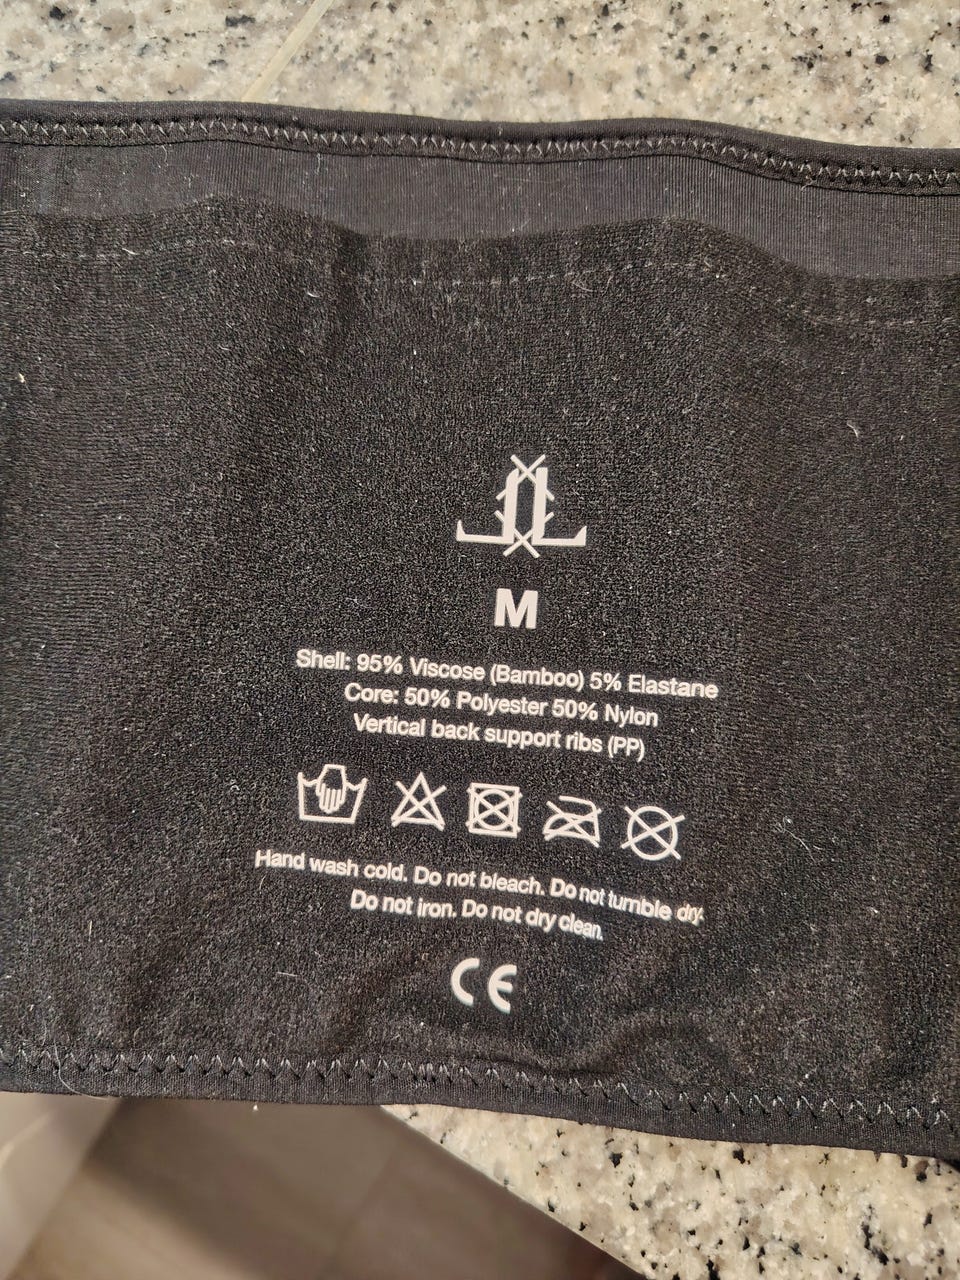 M
Shell: 95% Viscose (Bamboo) 5% Elastane
Core: 50% Polyester 50% Nylon
Vertical back support ribs (PP)
Hand wash cold. Do not bleach. Do not tumble dry.
Do not iron. Do not dry clean.
CE